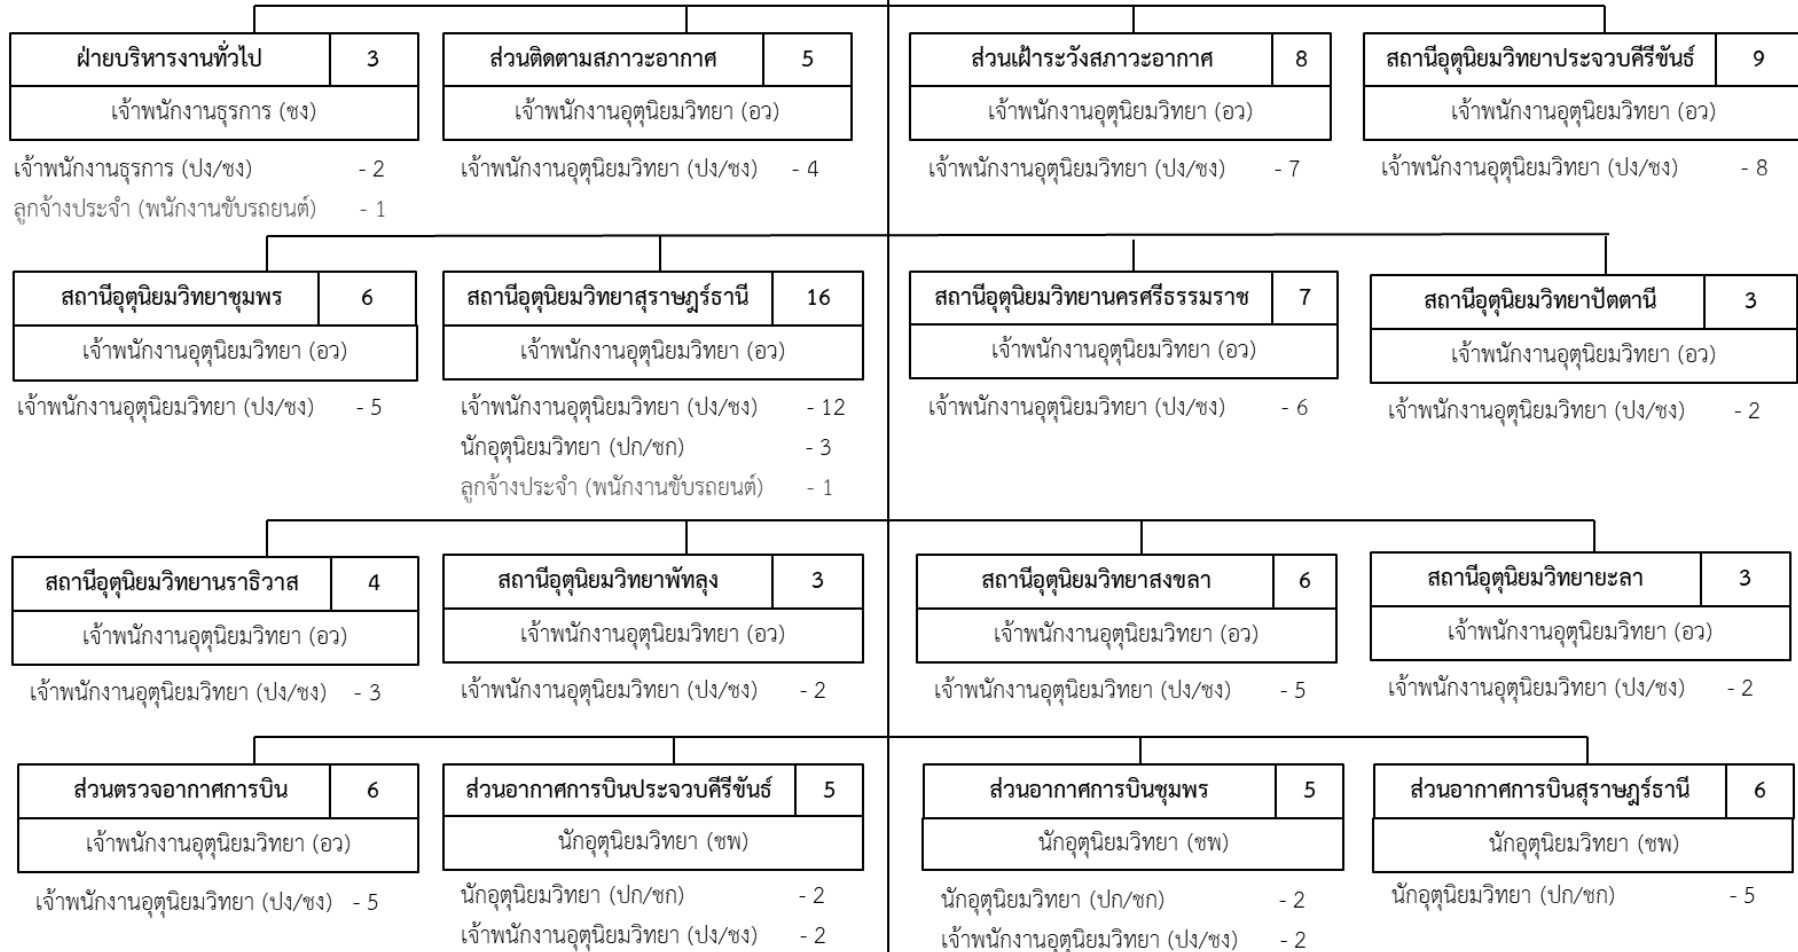 ฝ่ายบริหารงานทั่วไป 3
เจ้าพนักงานธุรการ (ชง)
เจ้าพนักงานธุรการ (ปง/ชง) - 2
ลูกจ้างประจำ (พนักงานขับรถยนต์) - 1
ส่วนติดตามสภาวะอากาศ 5
เจ้าพนักงานอุตุนิยมวิทยา (อว)
เจ้าพนักงานอุตุนิยมวิทยา (ปง/ชง) - 4
ส่วนเฝ้าระวังสภาวะอากาศ 8
เจ้าพนักงานอุตุนิยมวิทยา (อว)
เจ้าพนักงานอุตุนิยมวิทยา (ปง/ชง) - 7
สถานีอุตุนิยมวิทยาประจวบคีรีขันธ์ 9
เจ้าพนักงานอุตุนิยมวิทยา (อว)
เจ้าพนักงานอุตุนิยมวิทยา (ปง/ชง) - 8
สถานีอุตุนิยมวิทยาชุมพร 6
เจ้าพนักงานอุตุนิยมวิทยา (อว)
เจ้าพนักงานอุตุนิยมวิทยา (ปง/ชง) - 5
สถานีอุตุนิยมวิทยาสุราษฎร์ธานี 16
เจ้าพนักงานอุตุนิยมวิทยา (อว)
เจ้าพนักงานอุตุนิยมวิทยา (ปง/ชง) - 12
นักอุตุนิยมวิทยา (ปก/ชก) - 3
ลูกจ้างประจำ (พนักงานขับรถยนต์) - 1
สถานีอุตุนิยมวิทยานครศรีธรรมราช 7
เจ้าพนักงานอุตุนิยมวิทยา (อว)
เจ้าพนักงานอุตุนิยมวิทยา (ปง/ชง) - 6
สถานีอุตุนิยมวิทยาปัตตานี 3
เจ้าพนักงานอุตุนิยมวิทยา (อว)
เจ้าพนักงานอุตุนิยมวิทยา (ปง/ชง) - 2
สถานีอุตุนิยมวิทยานราธิวาส 4
เจ้าพนักงานอุตุนิยมวิทยา (อว)
เจ้าพนักงานอุตุนิยมวิทยา (ปง/ชง) - 3
สถานีอุตุนิยมวิทยาพัทลุง 3
เจ้าพนักงานอุตุนิยมวิทยา (อว)
เจ้าพนักงานอุตุนิยมวิทยา (ปง/ชง) - 2
สถานีอุตุนิยมวิทยาสงขลา 6
เจ้าพนักงานอุตุนิยมวิทยา (อว)
เจ้าพนักงานอุตุนิยมวิทยา (ปง/ชง) - 5
สถานีอุตุนิยมวิทยายะลา 3
เจ้าพนักงานอุตุนิยมวิทยา (อว)
เจ้าพนักงานอุตุนิยมวิทยา (ปง/ชง) - 2
ส่วนตรวจอากาศการบิน 6
เจ้าพนักงานอุตุนิยมวิทยา (อว)
เจ้าพนักงานอุตุนิยมวิทยา (ปง/ชง) - 5
ส่วนอากาศการบินประจวบคีรีขันธ์ 5
นักอุตุนิยมวิทยา (ชพ)
นักอุตุนิยมวิทยา (ปก/ชก) - 2
เจ้าพนักงานอุตุนิยมวิทยา (ปง/ชง) - 2
ส่วนอากาศการบินชุมพร 5
นักอุตุนิยมวิทยา (ชพ)
นักอุตุนิยมวิทยา (ปก/ชก) - 2
เจ้าพนักงานอุตุนิยมวิทยา (ปง/ชง) - 2
ส่วนอากาศการบินสุราษฎร์ธานี 6
นักอุตุนิยมวิทยา (ชพ)
นักอุตุนิยมวิทยา (ปก/ชก) - 5